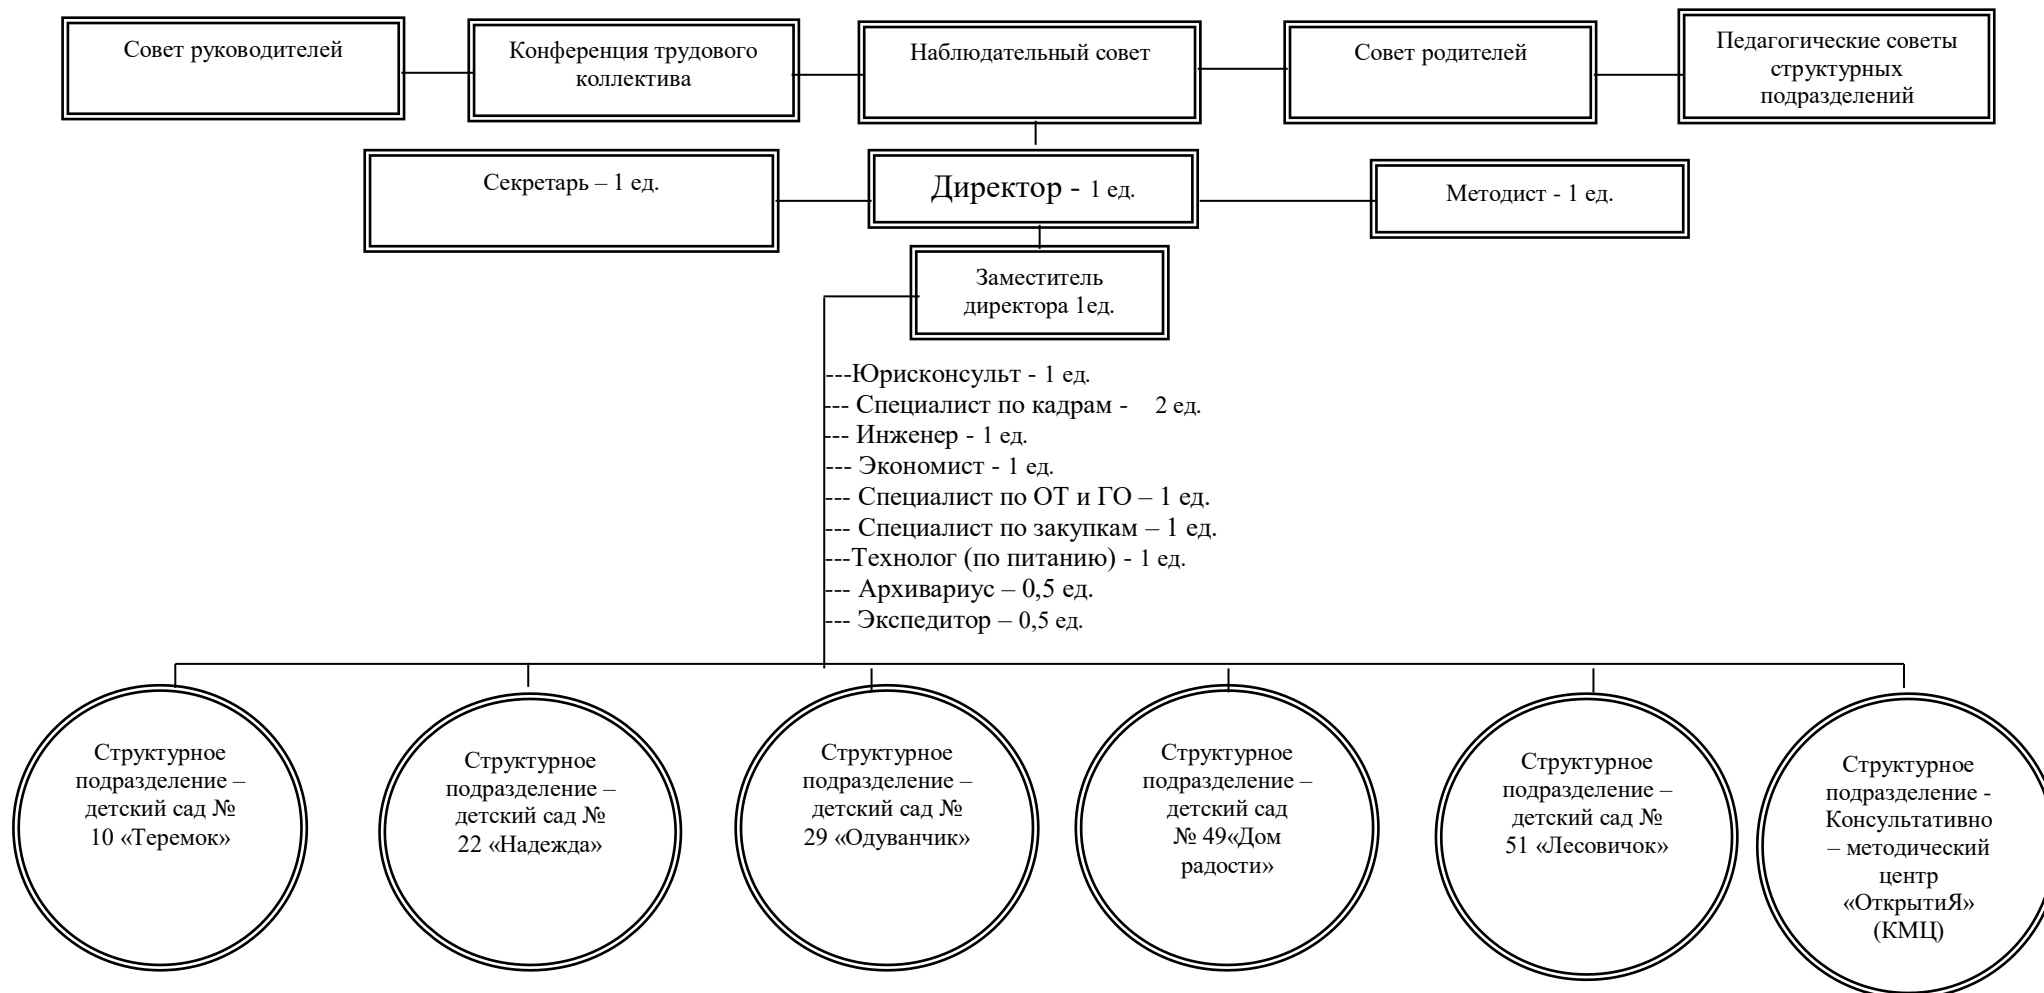 Совет руководителей
Конференция трудового
коллектива
Наблюдательный совет
Совет родителей
Педагогические советы
структурных
подразделений
Секретарь – 1 ед.
Директор - 1 ед.
Методист - 1 ед.
Заместитель
директора 1ед.
---Юрисконсульт - 1 ед.
--- Специалист по кадрам - 2 ед.
--- Инженер - 1 ед.
--- Экономист - 1 ед.
--- Специалист по ОТ и ГО – 1 ед.
--- Специалист по закупкам – 1 ед.
---Технолог (по питанию) - 1 ед.
--- Архивариус – 0,5 ед.
--- Экспедитор – 0,5 ед.
Структурное
подразделение –
детский сад №
10 «Теремок»
Структурное
подразделение –
детский сад №
22 «Надежда»
Структурное
подразделение –
детский сад №
29 «Одуванчик»
Структурное
подразделение –
детский сад
№ 49«Дом
радости»
Структурное
подразделение –
детский сад №
51 «Лесовичок»
Структурное
подразделение -
Консультативно
– методический
центр
«ОткрытиЯ»
(КМЦ)